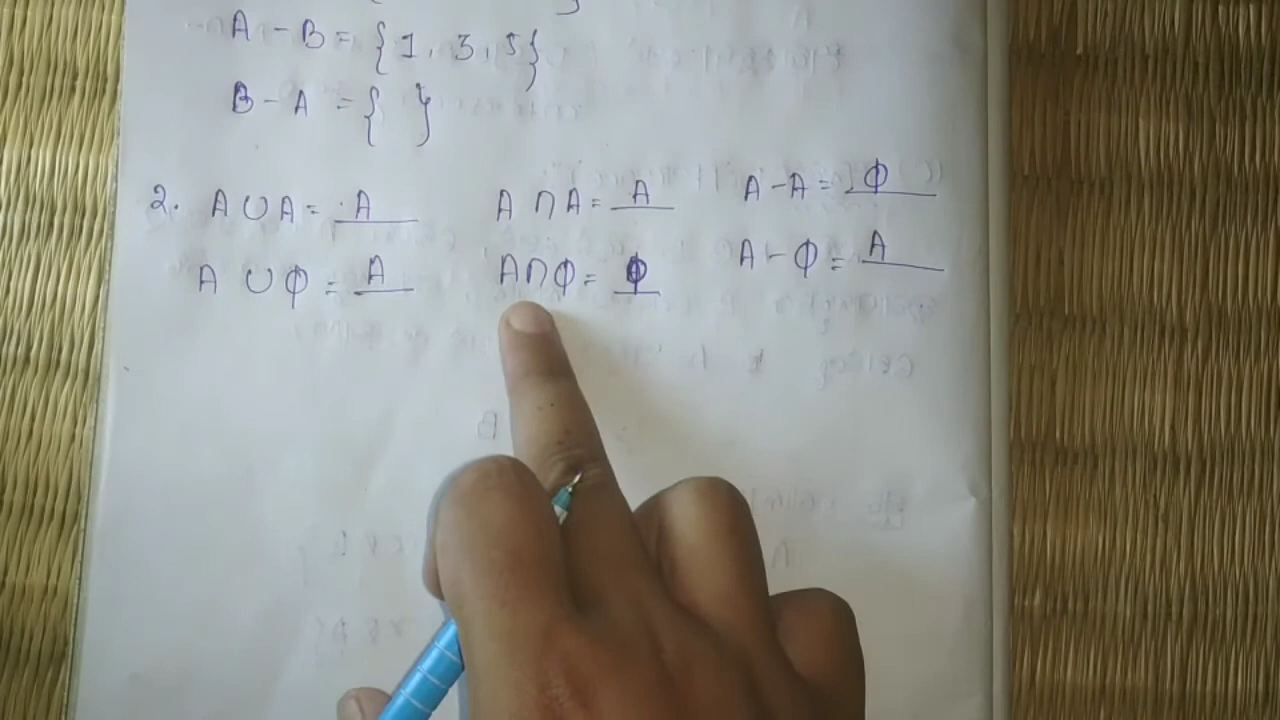 A - B = {1, 3, 5}
B - A = { }
2. A ∪ A = A A ∩ A = A A - A = Φ
A ∪ Φ = A A ∩ Φ = Φ A - Φ = A